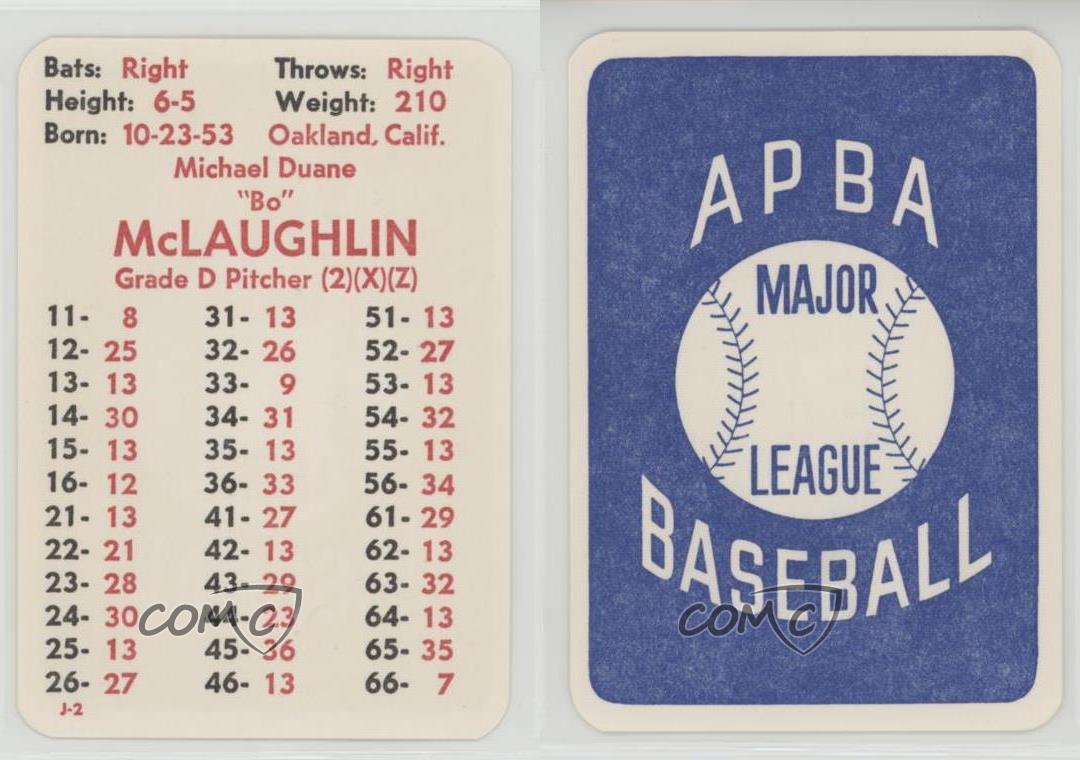 Bats: Right Throws: Right
Height: 6-5 Weight: 210
Born: 10-23-53 Oakland, Calif.
Michael Duane
"Bo"
McLAUGHLIN
Grade D Pitcher (2)(X)(Z)
11- 8 31- 13 51- 13
12- 25 32- 26 52- 27
13- 13 33- 9 53- 13
14- 30 34- 31 54- 32
15- 13 35- 13 55- 13
16- 12 36- 33 56- 34
21- 13 41- 27 61- 29
22- 21 42- 13 62- 13
23- 28 43- 29 63- 32
24- 30 44- 23 64- 13
25- 13 45- 36 65- 35
26- 27 46- 13 66- 7
J-2
COMC
APBA
MAJOR
LEAGUE
BASEBALL
COMC